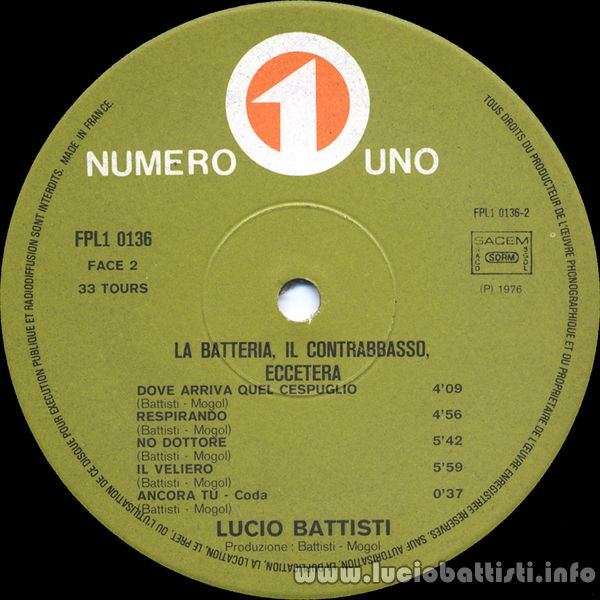 1
NUMERO UNO
FPL1 0136
FACE 2
33 TOURS
FPL1 0136-2
SACEM
SACD SDRM SGDL
(P) 1976
LA BATTERIA, IL CONTRABBASSO,
ECCETERA
DOVE ARRIVA QUEL CESPUGLIO 4'09
(Battisti - Mogol)
RESPIRANDO 4'56
(Battisti - Mogol)
NO DOTTORE 5'42
(Battisti - Mogol)
IL VELIERO 5'59
(Battisti - Mogol)
ANCORA TU - Coda 0'37
(Battisti - Mogol)
LUCIO BATTISTI
Produzione : Battisti - Mogol
TOUS DROITS DU PRODUCTEUR DE L'ŒUVRE PHONOGRAPHIQUE ET DU PROPRIETAIRE DE L'ŒUVRE ENREGISTREE RESERVES. SAUF AUTORISATION, LA DUPLICATION, LA LOCATION, LE PRET, OU L'UTILISATION DE CE DISQUE POUR EXECUTION PUBLIQUE ET RADIODIFFUSION SONT INTERDITS. MADE IN FRANCE.
www.luciobattisti.info